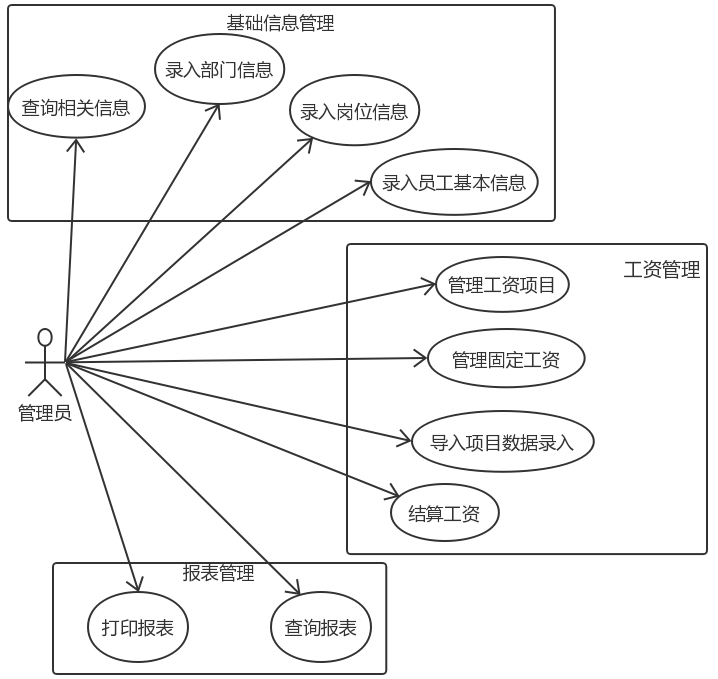 基础信息管理
录入部门信息
查询相关信息
录入岗位信息
录入员工基本信息
工资管理
管理工资项目
管理固定工资
管理员
导入项目数据录入
结算工资
报表管理
打印报表
查询报表